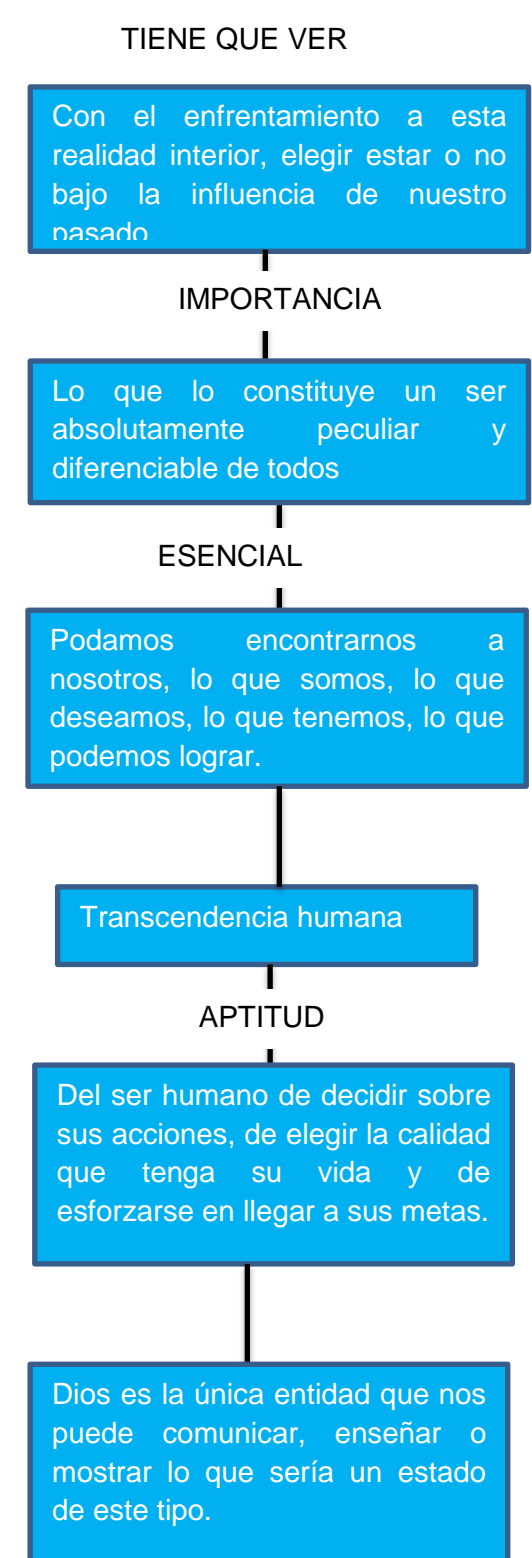 TIENE QUE VER
Con el enfrentamiento a esta
realidad interior, elegir estar o no
bajo la influencia de nuestro
pasado.
IMPORTANCIA
Lo que lo constituye un ser
absolutamente peculiar y
diferenciable de todos
ESENCIAL
Podamos encontrarnos a
nosotros, lo que somos, lo que
deseamos, lo que tenemos, lo que
podemos lograr.
Transcendencia humana
APTITUD
Del ser humano de decidir sobre
sus acciones, de elegir la calidad
que tenga su vida y de
esforzarse en llegar a sus metas.
Dios es la única entidad que nos
puede comunicar, enseñar o
mostrar lo que sería un estado
de este tipo.